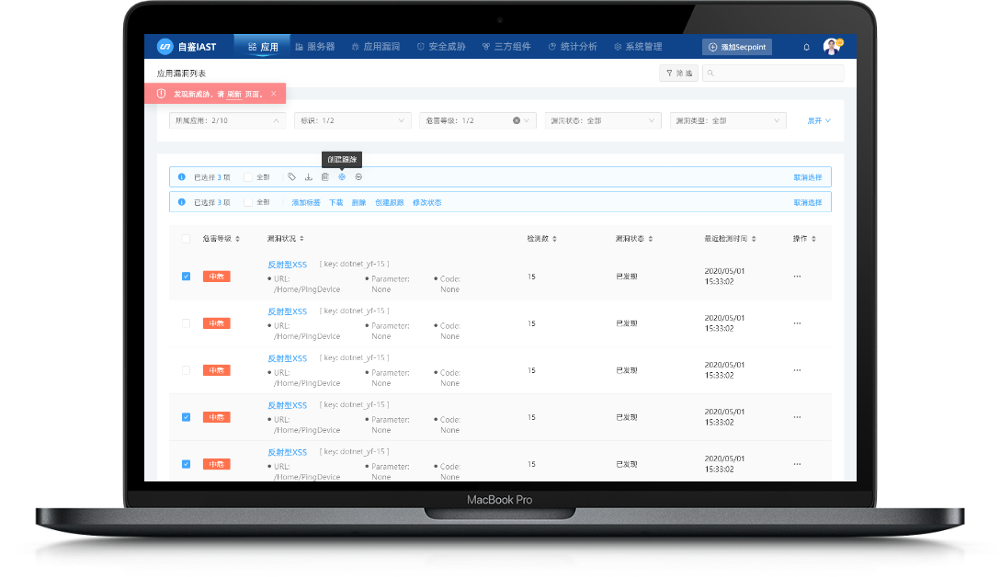 自鉴IAST 应用 服务器 应用漏洞 安全威胁 三方组件 统计分析 系统管理 添加Secpoint
应用漏洞列表 筛选
发现新威胁，请 刷新 页面。
所属应用：2/10 标识：1/2 危害等级：1/2 漏洞状态：全部 漏洞类型：全部 展开
创建跟踪
已选择 3 项 全部 取消选择
已选择 3 项 全部 添加标签 下载 删除 创建跟踪 修改状态 取消选择
危害等级 漏洞状况 检测数 漏洞状态 最近检测时间 操作
中危 反射型XSS [ key: dotnet_yf-15 ] 15 已发现 2020/05/01 ...
• URL: • Parameter: • Code: 15:33:02
/Home/PingDevice None None
中危 反射型XSS [ key: dotnet_yf-15 ] 15 已发现 2020/05/01 ...
• URL: • Parameter: • Code: 15:33:02
/Home/PingDevice None None
中危 反射型XSS [ key: dotnet_yf-15 ] 15 已发现 2020/05/01 ...
• URL: • Parameter: • Code: 15:33:02
/Home/PingDevice None None
中危 反射型XSS [ key: dotnet_yf-15 ] 15 已发现 2020/05/01 ...
• URL: • Parameter: • Code: 15:33:02
/Home/PingDevice None None
中危 反射型XSS [ key: dotnet_yf-15 ] 15 已发现 2020/05/01 ...
• URL: • Parameter: • Code: 15:33:02
/Home/PingDevice None None
MacBook Pro